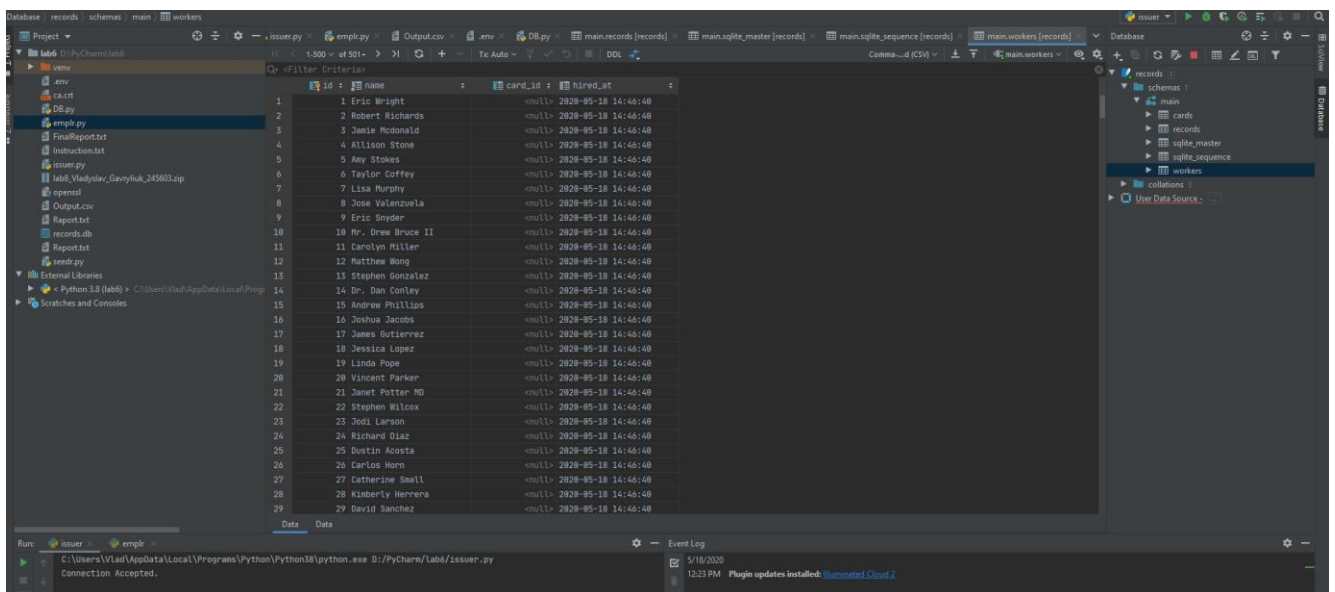 Database records schemas main workers
issuer
Project
issuer.py emplr.py Output.csv .env DB.py main.records [records] main.sqlite_master [records] main.sqlite_sequence [records] main.workers [records]
Database
lab6 D:\PyCharm\lab6
venv
.env
ca.crt
DB.py
emplr.py
FinalReport.txt
Instruction.txt
issuer.py
lab8_Vladyslav_Gavryliuk_245603.zip
openssl
Output.csv
Raport.txt
records.db
Report.txt
seedr.py
External Libraries
< Python 3.8 (lab6) > C:\Users\Vlad\AppData\Local\Progr
Scratches and Consoles
1-500 of 501+ Tx: Auto DDL Comma-...d (CSV) main.workers
<Filter Criteria>
id name card_id hired_at
1 1 Eric Wright <null> 2020-05-18 14:46:40
2 2 Robert Richards <null> 2020-05-18 14:46:40
3 3 Jamie Mcdonald <null> 2020-05-18 14:46:40
4 4 Allison Stone <null> 2020-05-18 14:46:40
5 5 Amy Stokes <null> 2020-05-18 14:46:40
6 6 Taylor Coffey <null> 2020-05-18 14:46:40
7 7 Lisa Murphy <null> 2020-05-18 14:46:40
8 8 Jose Valenzuela <null> 2020-05-18 14:46:40
9 9 Eric Snyder <null> 2020-05-18 14:46:40
10 10 Mr. Drew Bruce II <null> 2020-05-18 14:46:40
11 11 Carolyn Miller <null> 2020-05-18 14:46:40
12 12 Matthew Wong <null> 2020-05-18 14:46:40
13 13 Stephen Gonzalez <null> 2020-05-18 14:46:40
14 14 Dr. Dan Conley <null> 2020-05-18 14:46:40
15 15 Andrew Phillips <null> 2020-05-18 14:46:40
16 16 Joshua Jacobs <null> 2020-05-18 14:46:40
17 17 James Gutierrez <null> 2020-05-18 14:46:40
18 18 Jessica Lopez <null> 2020-05-18 14:46:40
19 19 Linda Pope <null> 2020-05-18 14:46:40
20 20 Vincent Parker <null> 2020-05-18 14:46:40
21 21 Janet Potter MD <null> 2020-05-18 14:46:40
22 22 Stephen Wilcox <null> 2020-05-18 14:46:40
23 23 Jodi Larson <null> 2020-05-18 14:46:40
24 24 Richard Diaz <null> 2020-05-18 14:46:40
25 25 Dustin Acosta <null> 2020-05-18 14:46:40
26 26 Carlos Horn <null> 2020-05-18 14:46:40
27 27 Catherine Small <null> 2020-05-18 14:46:40
28 28 Kimberly Herrera <null> 2020-05-18 14:46:40
29 29 David Sanchez <null> 2020-05-18 14:46:40
Data Data
records 1
schemas 1
main
cards
records
sqlite_master
sqlite_sequence
workers
collations 3
User Data Source - ...
SciView
Database
Run: issuer emplr
C:\Users\Vlad\AppData\Local\Programs\Python\Python38\python.exe D:/PyCharm/lab6/issuer.py
Connection Accepted.
Event Log
5/18/2020
12:23 PM Plugin updates installed: Illuminated Cloud 2